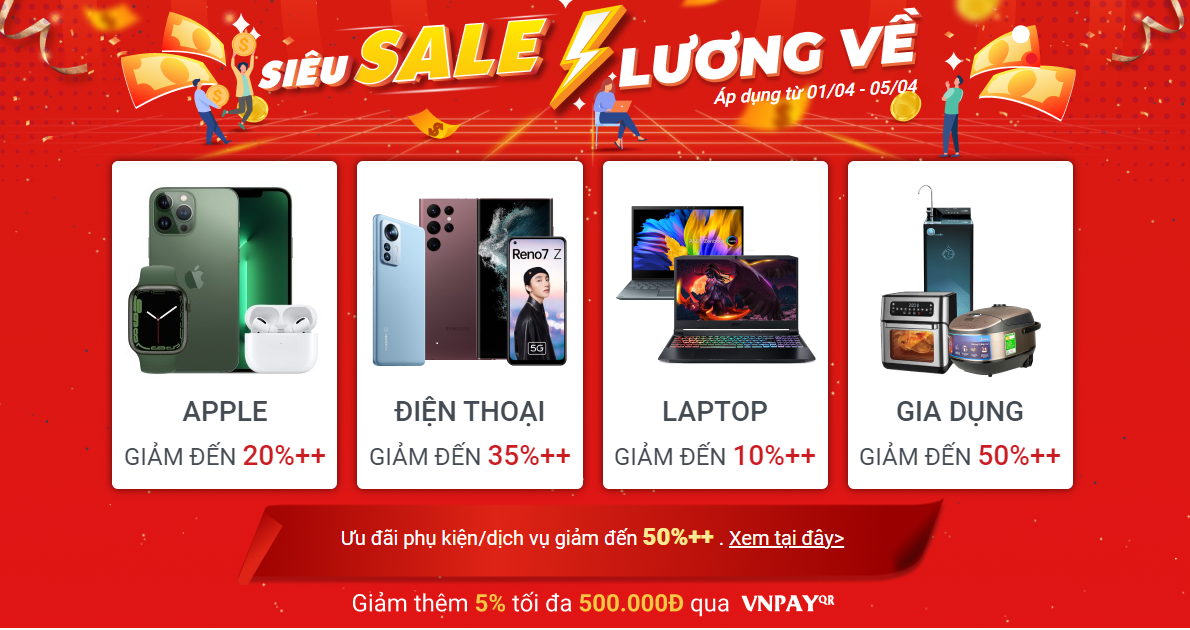 SIÊU SALE LƯƠNG VỀ
Áp dụng từ 01/04 - 05/04
Reno7 Z
5G
APPLE
GIẢM ĐẾN 20%++
ĐIỆN THOẠI
GIẢM ĐẾN 35%++
LAPTOP
GIẢM ĐẾN 10%++
GIA DỤNG
GIẢM ĐẾN 50%++
Ưu đãi phụ kiện/dịch vụ giảm đến 50%++ . Xem tại đây>
Giảm thêm 5% tối đa 500.000Đ qua VNPAYQR